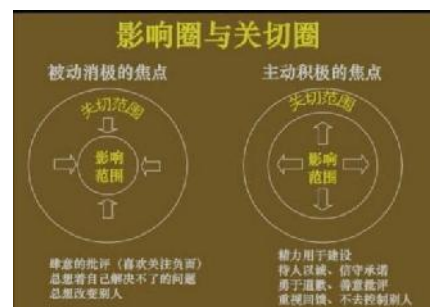 影响圈与关切圈
被动消极的焦点
关切范围
影响
范围
肆意的批评（喜欢关注负面）
总想着自己解决不了的问题
总想改变别人
主动积极的焦点
关切范围
影响
范围
精力用于建设
待人以诚、信守承诺
勇于道歉、善意批评
重视回馈、不去控制别人